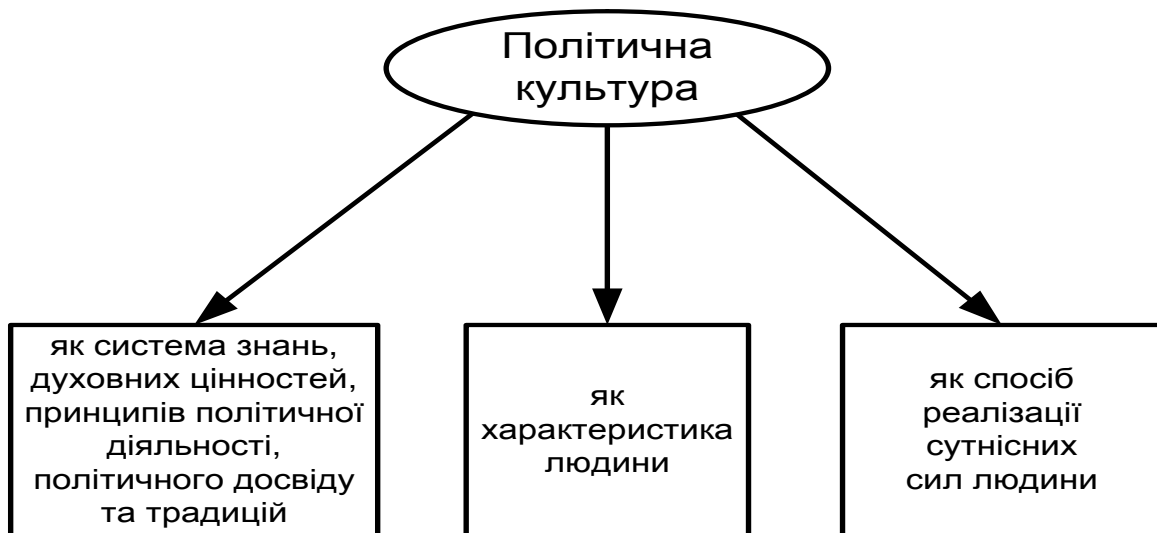 Політична
культура
як система знань,
духовних цінностей,
принципів політичної
діяльності,
політичного досвіду
та традицій
як
характеристика
людини
як спосіб
реалізації
сутнісних
сил людини